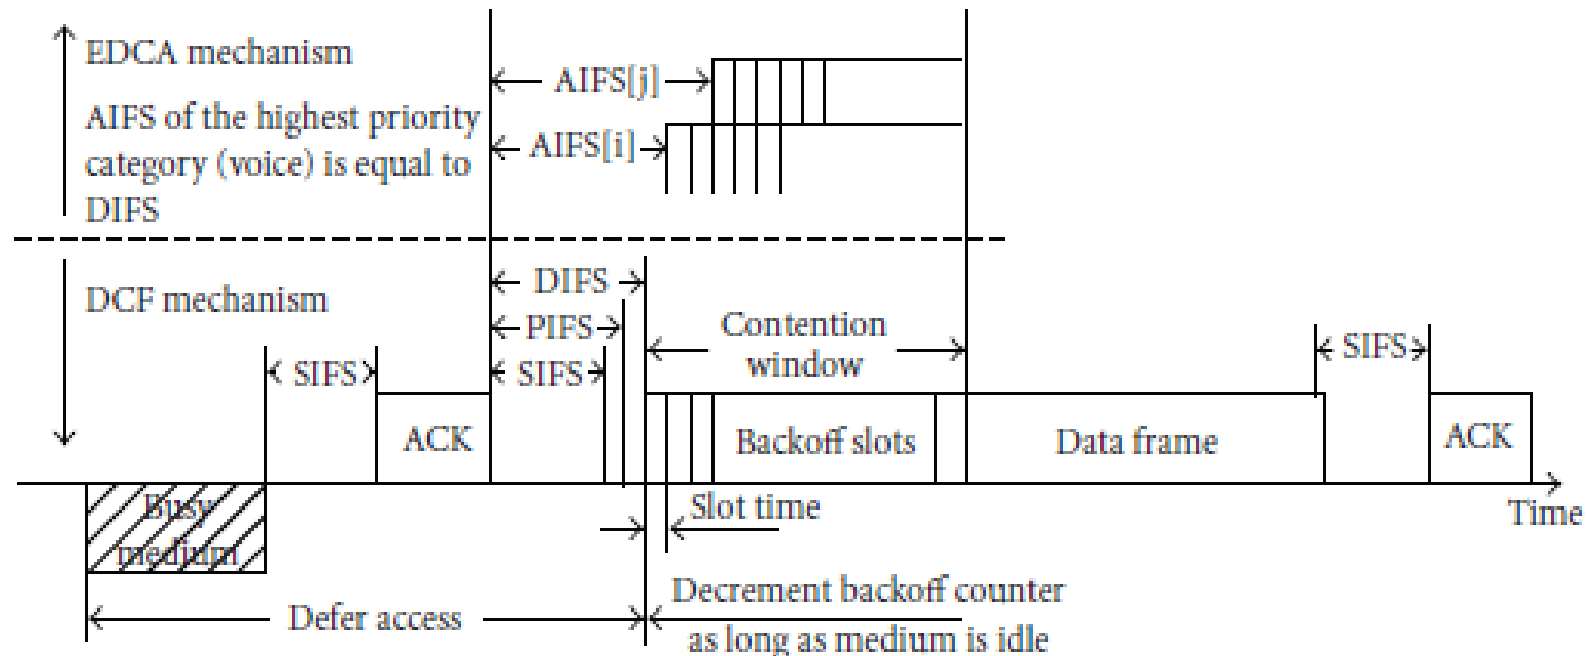 EDCA mechanism
AIFS of the highest priority
category (voice) is equal to
DIFS
AIFS[j]
AIFS[i]
DCF mechanism
DIFS
PIFS
SIFS
SIFS
Contention
window
SIFS
ACK
Backoff slots
Data frame
ACK
Busy
medium
Slot time
Time
Defer access
Decrement backoff counter
as long as medium is idle